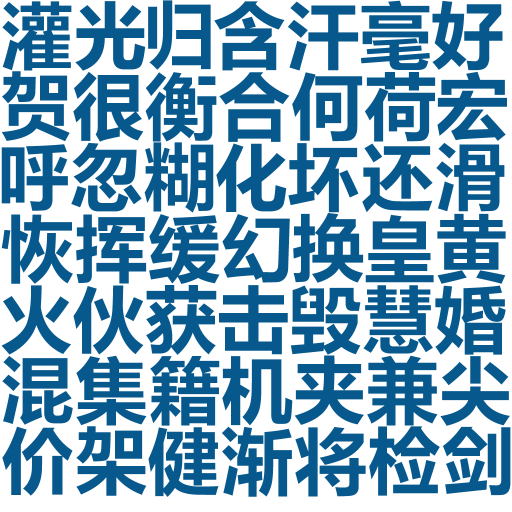 灌光归含汗毫好
贺很衡合何荷宏
呼忽糊化坏还滑
恢挥缓幻换皇黄
火伙获击毁慧婚
混集籍机夹兼尖
价架健渐将检剑